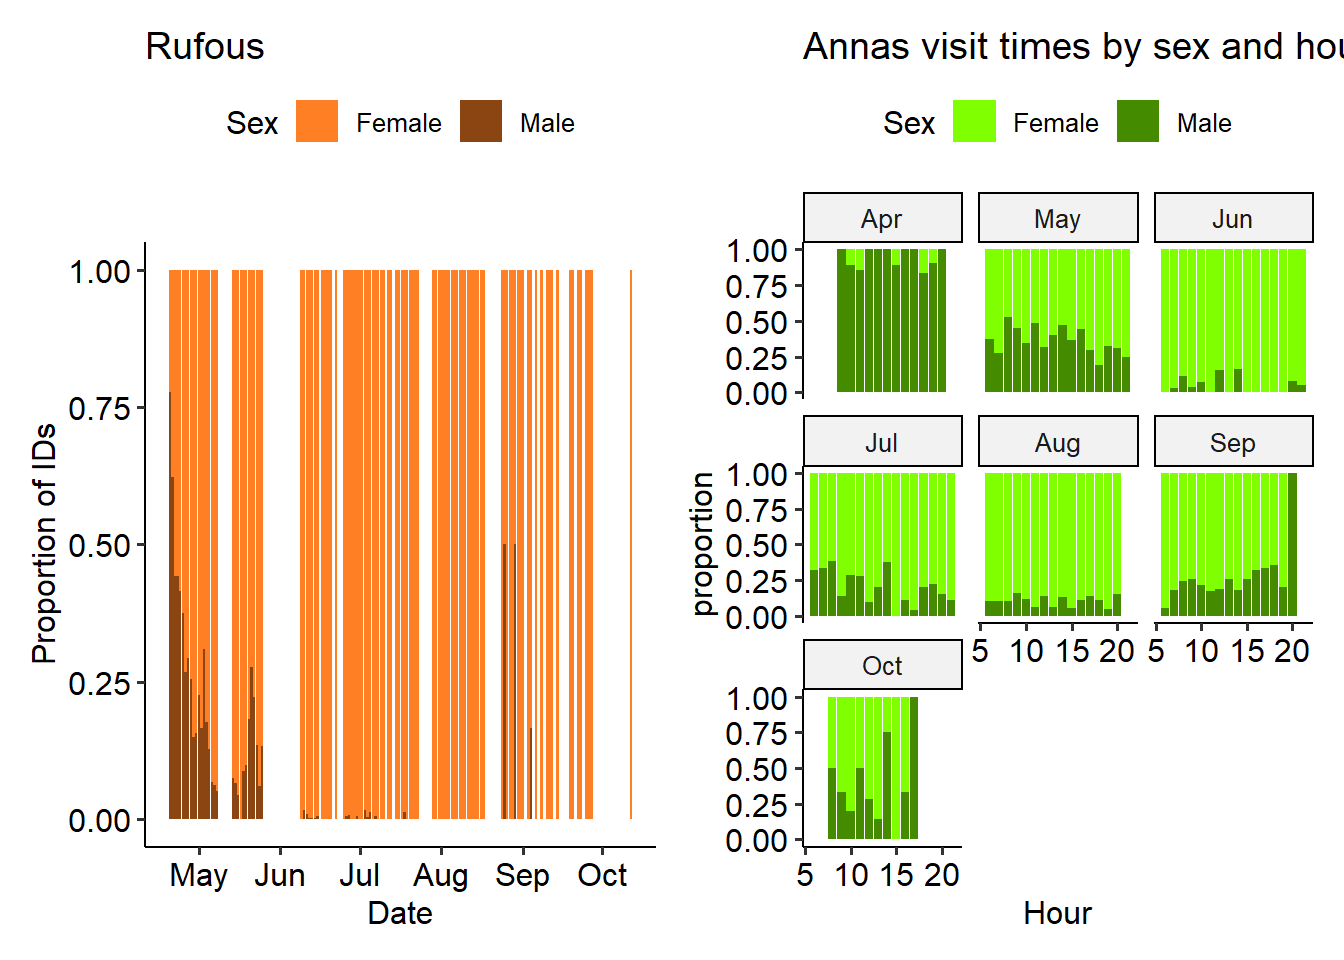 Rufous
Sex Female Male
1.00
0.75
0.50
0.25
0.00
Proportion of IDs
May Jun Jul Aug Sep Oct
Date
Annas visit times by sex and hou
Sex Female Male
Apr May Jun
1.00
0.75
0.50
0.25
0.00
Jul Aug Sep
1.00
0.75
0.50
0.25
0.00
5 10 15 20 5 10 15 20
Oct
1.00
0.75
0.50
0.25
0.00
5 10 15 20
proportion
Hour